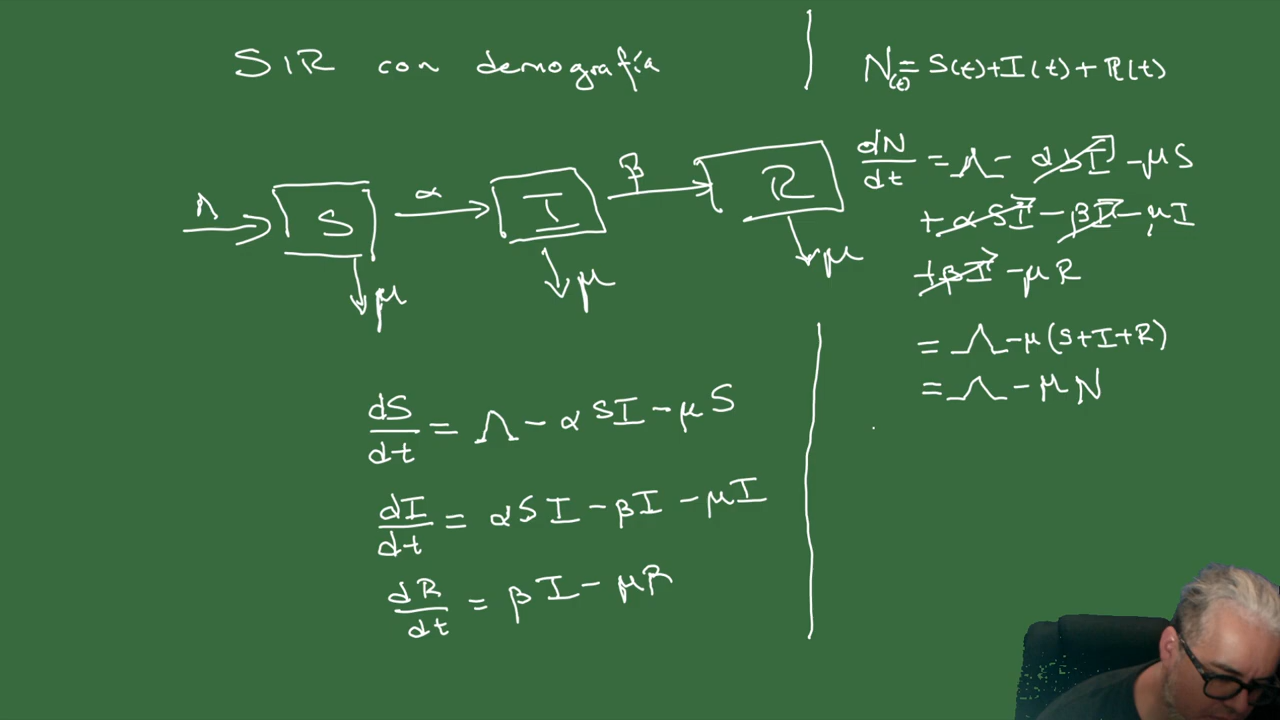 SIR con demografía
Λ → S α → I β → R
μ μ μ
dS/dt = Λ - αSI - μS
dI/dt = αSI - βI - μI
dR/dt = βI - μR
N(t) = S(t) + I(t) + R(t)
dN/dt = Λ - αSI - μS
+ αSI - βI - μI
+ βI - μR
= Λ - μ(S+I+R)
= Λ - μN